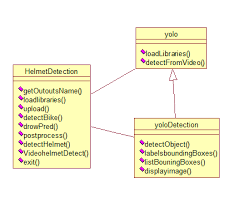 yolo
loadLibraries()
detectFromVideo()
HelmetDetection
getOutoutsName()
loadlibraries()
upload()
detectBike()
drowPred()
postprocess()
detectHelmet()
VideohelmetDetect()
exit()
yoloDetection
detectObject()
labelsboundingBoxes()
listBouningBoxes()
displayimage()